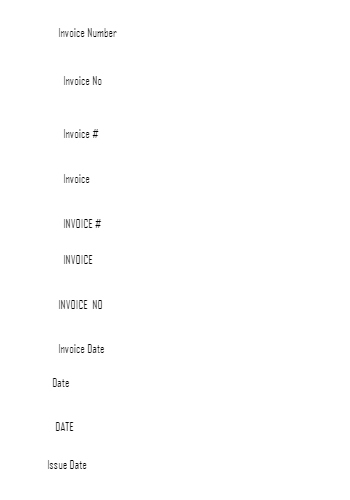 Invoice Number
Invoice No
Invoice #
Invoice
INVOICE #
INVOICE
INVOICE NO
Invoice Date
Date
DATE
Issue Date